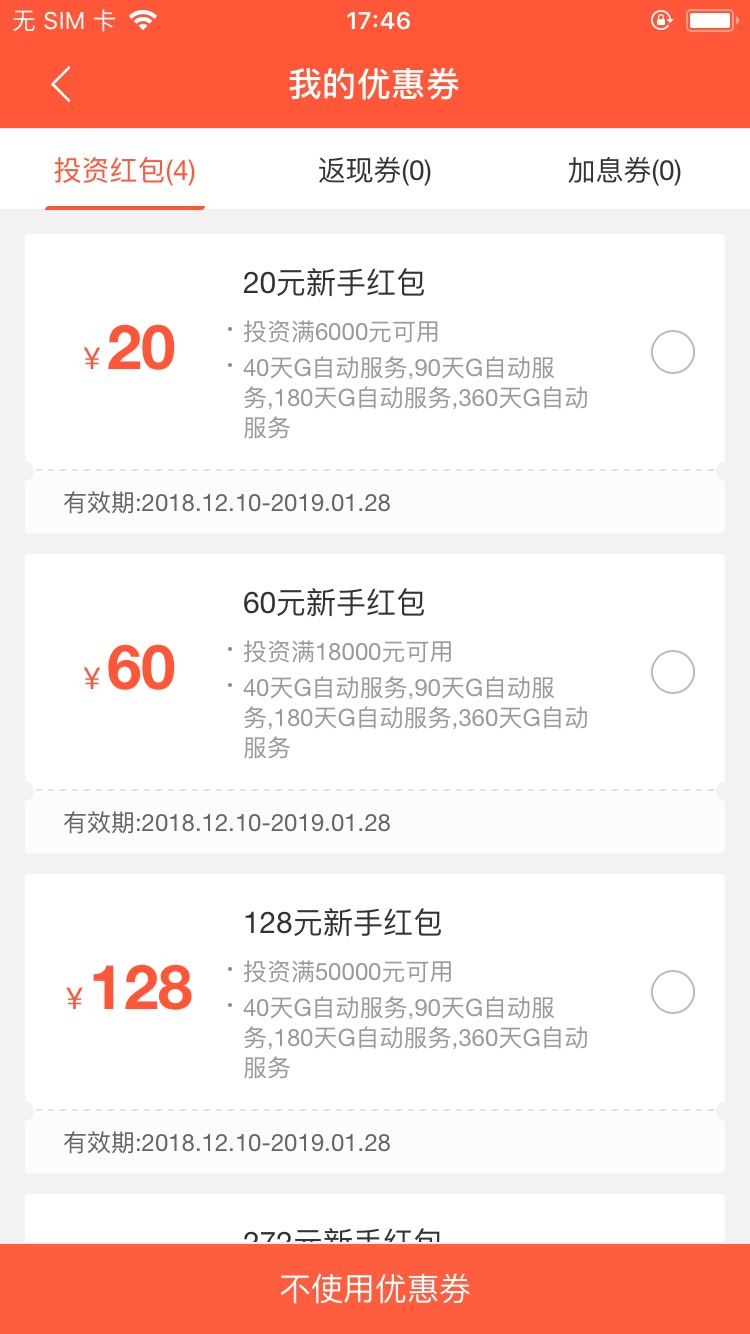 无 SIM 卡
17:46
我的优惠券
投资红包(4)
返现券(0)
加息券(0)
20元新手红包
¥20
· 投资满6000元可用
· 40天G自动服务,90天G自动服
务,180天G自动服务,360天G自动
服务
有效期:2018.12.10-2019.01.28
60元新手红包
¥60
· 投资满18000元可用
· 40天G自动服务,90天G自动服
务,180天G自动服务,360天G自动
服务
有效期:2018.12.10-2019.01.28
128元新手红包
¥128
· 投资满50000元可用
· 40天G自动服务,90天G自动服
务,180天G自动服务,360天G自动
服务
有效期:2018.12.10-2019.01.28
272元新手红包
不使用优惠券